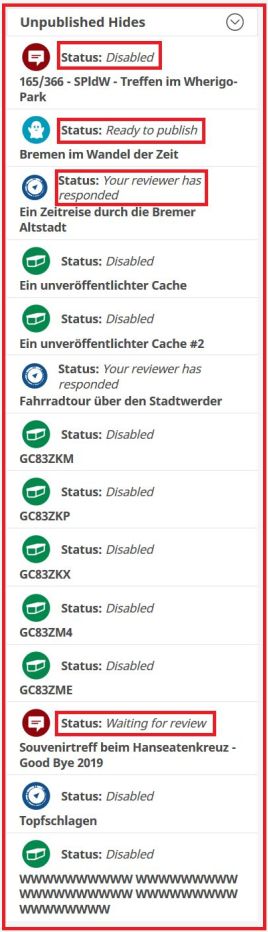 Unpublished Hides
Status: Disabled
165/366 - SPldW - Treffen im Wherigo-
Park
Status: Ready to publish
Bremen im Wandel der Zeit
Status: Your reviewer has
responded
Ein Zeitreise durch die Bremer
Altstadt
Status: Disabled
Ein unveröffentlichter Cache
Status: Disabled
Ein unveröffentlichter Cache #2
Status: Your reviewer has
responded
Fahrradtour über den Stadtwerder
Status: Disabled
GC83ZKM
Status: Disabled
GC83ZKP
Status: Disabled
GC83ZKX
Status: Disabled
GC83ZM4
Status: Disabled
GC83ZME
Status: Waiting for review
Souvenirtreff beim Hanseatenkreuz -
Good Bye 2019
Status: Disabled
Topfschlagen
Status: Disabled
WWWWWWWWWW WWWWWWWWW
WWWWWWWWWW WWWWWWWWW
WWWWWWWW